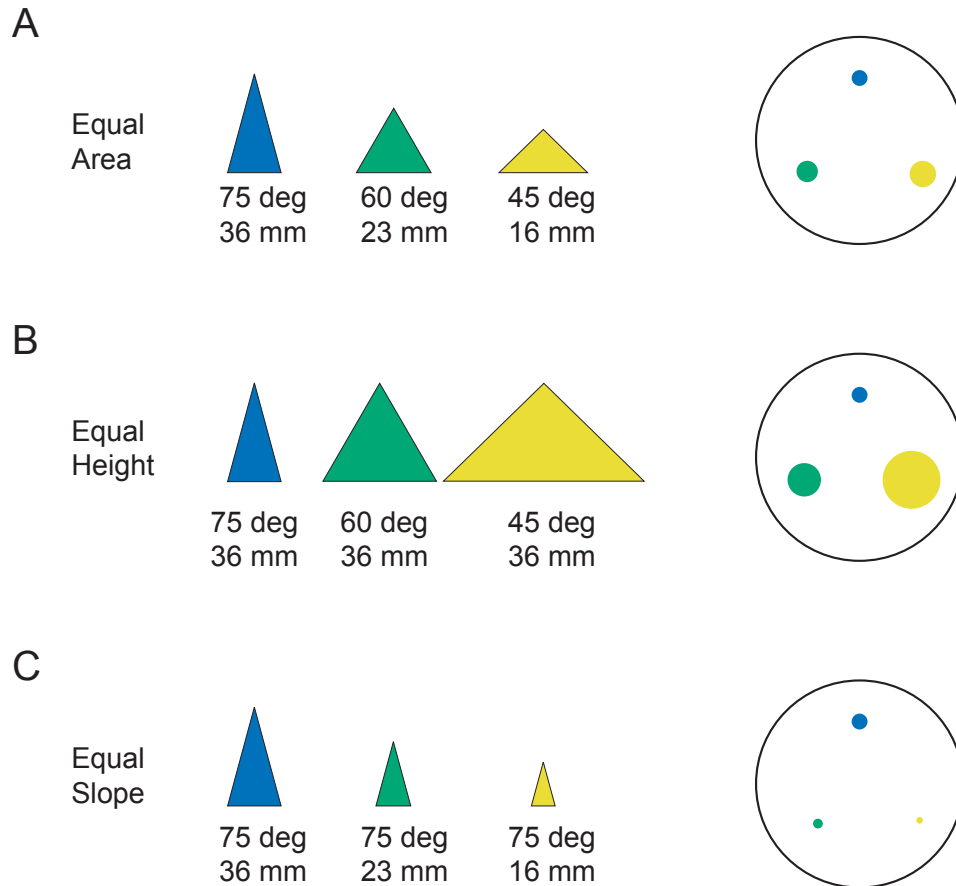 A
Equal
Area
75 deg
36 mm
60 deg
23 mm
45 deg
16 mm
B
Equal
Height
75 deg
36 mm
60 deg
36 mm
45 deg
36 mm
C
Equal
Slope
75 deg
36 mm
75 deg
23 mm
75 deg
16 mm